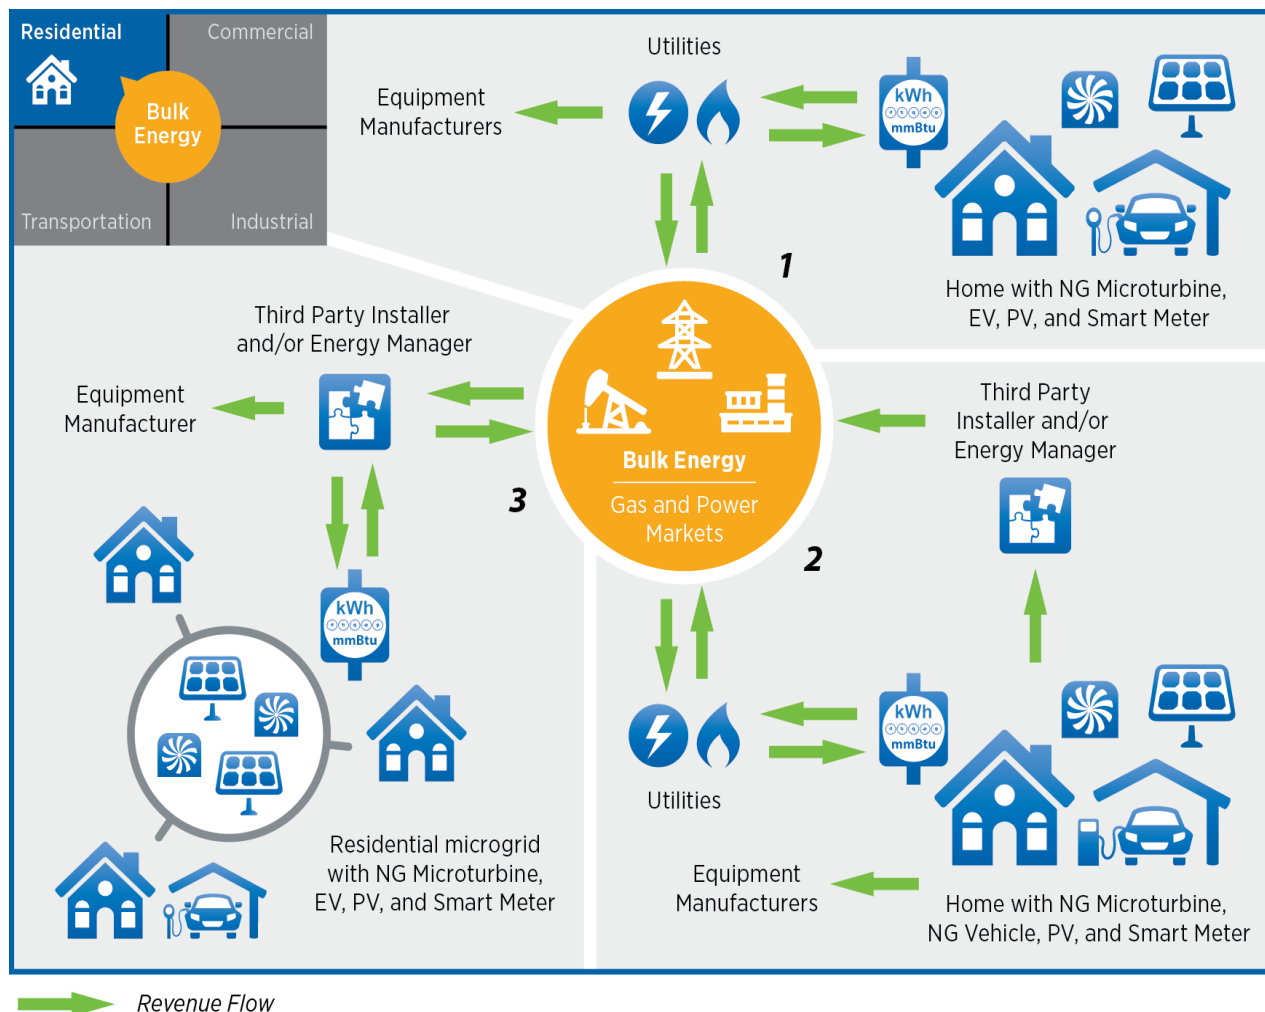 Residential
Commercial
Bulk
Energy
Transportation
Industrial
Utilities
Equipment
Manufacturers
kWh
mmBtu
1
Home with NG Microturbine,
EV, PV, and Smart Meter
Third Party Installer
and/or Energy Manager
Equipment
Manufacturer
3
kWh
mmBtu
Residential microgrid
with NG Microturbine,
EV, PV, and Smart Meter
Bulk Energy
Gas and Power
Markets
2
Third Party
Installer and/or
Energy Manager
kWh
mmBtu
Utilities
Equipment
Manufacturers
Home with NG Microturbine,
NG Vehicle, PV, and Smart Meter
Revenue Flow